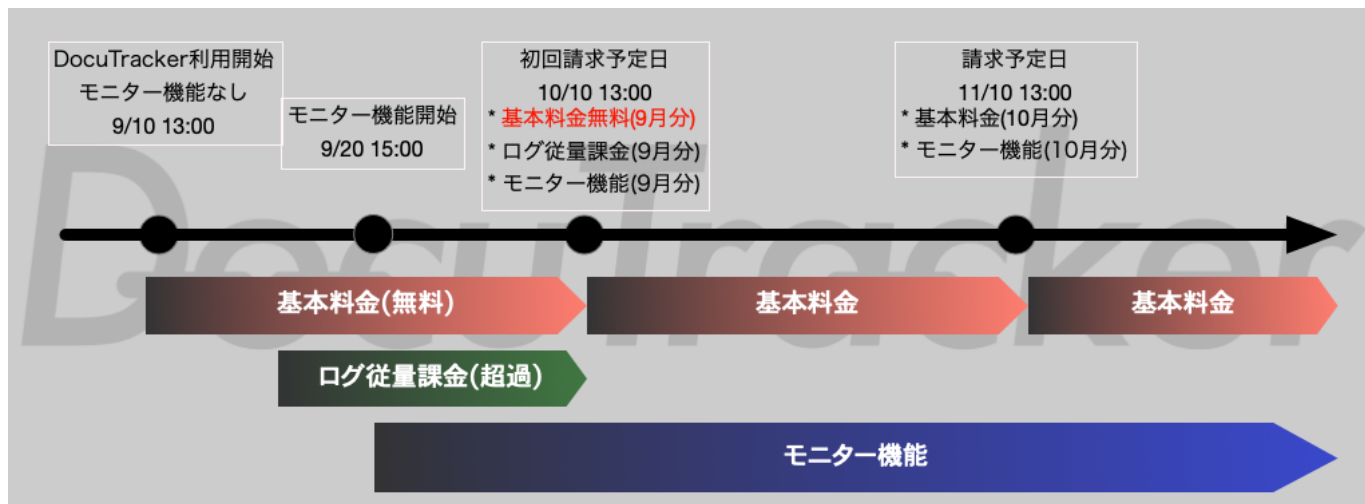 DocuTracker利用開始
モニター機能なし
9/10 13:00
モニター機能開始
9/20 15:00
初回請求予定日
10/10 13:00
* 基本料金無料(9月分)
* ログ従量課金(9月分)
* モニター機能(9月分)
請求予定日
11/10 13:00
* 基本料金(10月分)
* モニター機能(10月分)
DocuTracker
基本料金(無料)
基本料金
基本料金
ログ従量課金(超過)
モニター機能